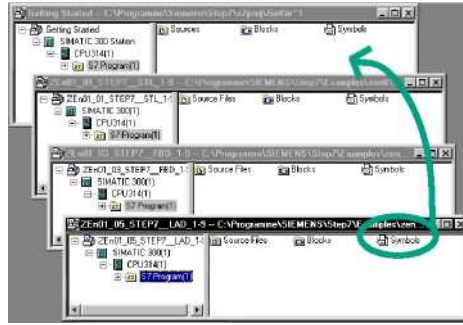 Getting Started -- C:\Programme\Siemens\Step7\s7proj\Gettin~1
Getting Started
SIMATIC 300 Station
CPU314(1)
S7 Program(1)
Sources
Blocks
Symbols
ZEn01_01_STEP7__STL_1-9 -- C:\Programme\SIEMENS\Step7\Examples\zen
ZEn01_01_STEP7__STL_1-9
SIMATIC 300(1)
CPU314(1)
S7 Program(1)
Source Files
Blocks
Symbols
ZEn01_03_STEP7__FBD_1-9 -- C:\Programme\SIEMENS\Step7\Examples\zen...
ZEn01_03_STEP7__FBD_1-9
SIMATIC 300(1)
CPU314(1)
S7 Program(1)
Source Files
Blocks
Symbols
ZEn01_05_STEP7__LAD_1-9 -- C:\Programme\SIEMENS\Step7\Examples\zen...
ZEn01_05_STEP7__LAD_1-9
SIMATIC 300(1)
CPU314(1)
S7 Program(1)
Source Files
Blocks
Symbols